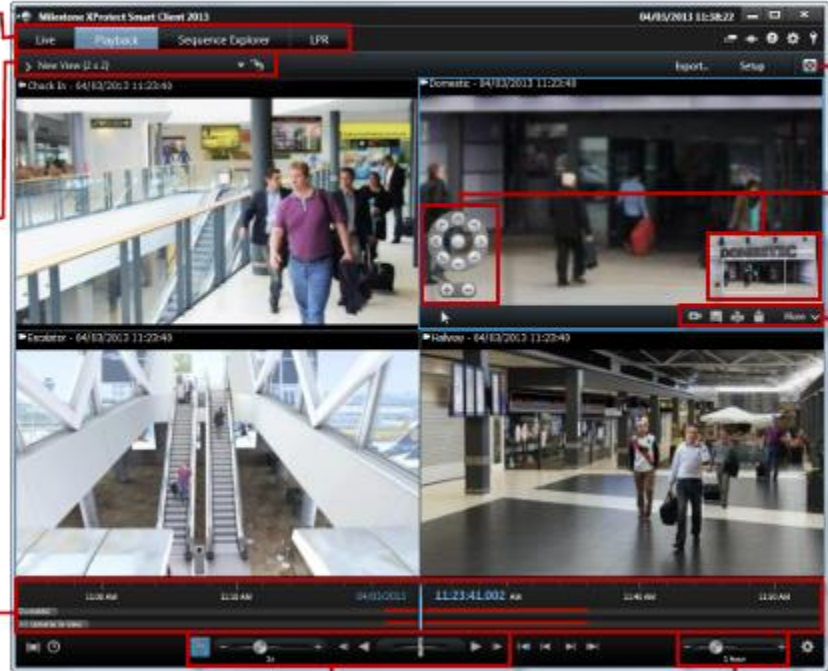 Milestone XProtect Smart Client 2013
04/03/2013 11:38:22
Live Playback Sequence Explorer LPR
New View (2 x 2)
Export... Setup
Check In - 04/03/2013 11:23:40
Domestic - 04/03/2013 11:23:40
DOMESTIC
More
Escalator - 04/03/2013 11:23:40
Hallway - 04/03/2013 11:23:40
11:00 AM 11:10 AM 04/03/2013 11:23:41.002 AM 11:40 AM 11:50 AM
Domestic
1x
1 hour